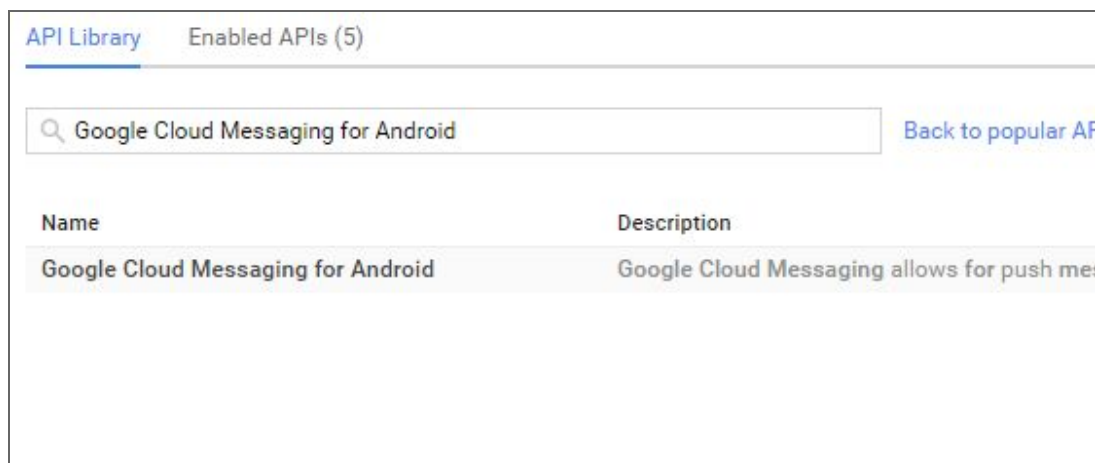 API Library Enabled APIs (5)
Google Cloud Messaging for Android Back to popular
Name Description
Google Cloud Messaging for Android Google Cloud Messaging allows for push